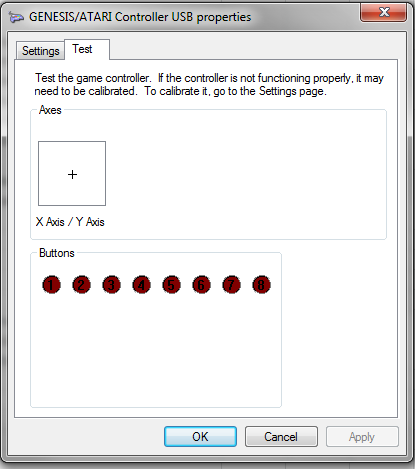 GENESIS/ATARI Controller USB properties
Settings Test
Test the game controller. If the controller is not functioning properly, it may
need to be calibrated. To calibrate it, go to the Settings page.
Axes
X Axis / Y Axis
Buttons
1 2 3 4 5 6 7 8
OK Cancel Apply